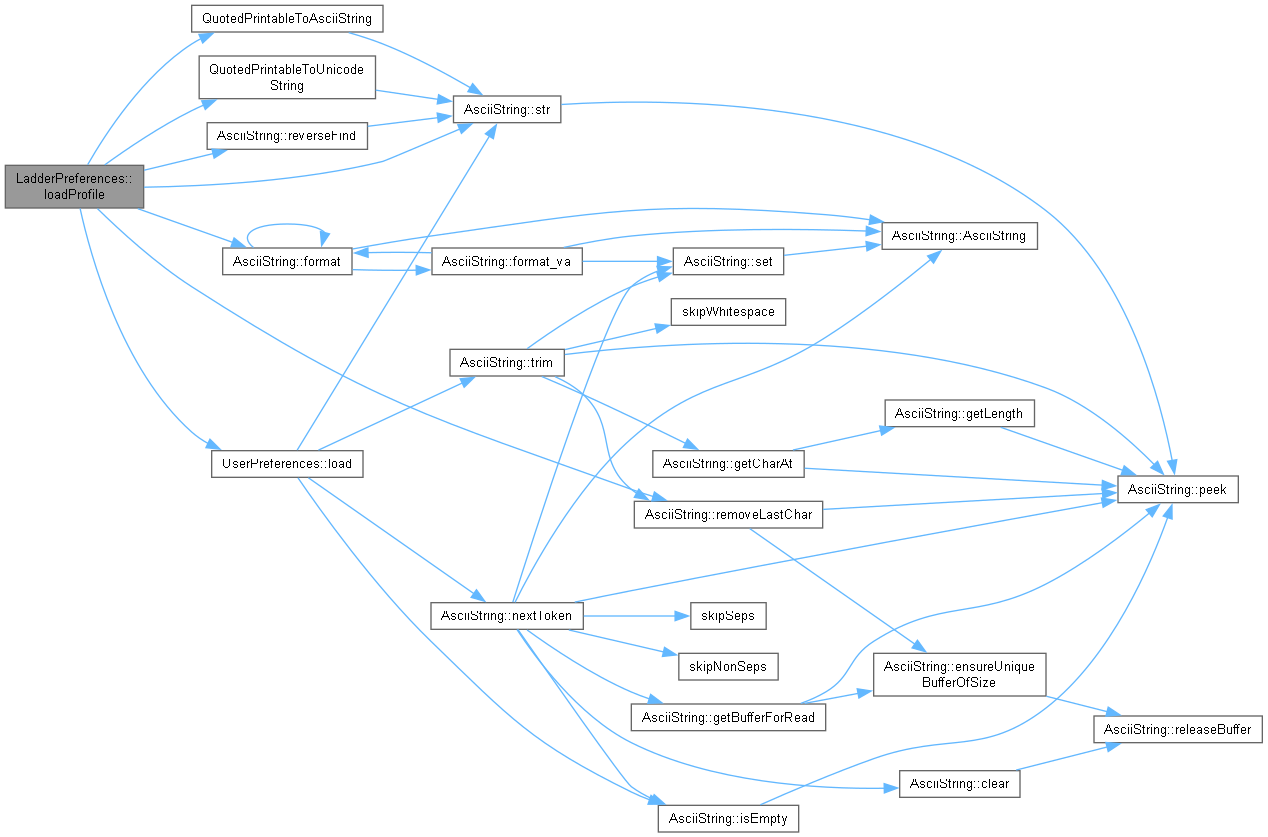 QuotedPrintableToAsciiString
QuotedPrintableToUnicode
String
AsciiString::str
AsciiString::reverseFind
LadderPreferences::
loadProfile
AsciiString::AsciiString
AsciiString::format
AsciiString::format_va
AsciiString::set
skipWhitespace
AsciiString::trim
AsciiString::getLength
UserPreferences::load
AsciiString::getCharAt
AsciiString::peek
AsciiString::removeLastChar
AsciiString::nextToken
skipSeps
skipNonSeps
AsciiString::ensureUnique
BufferOfSize
AsciiString::getBufferForRead
AsciiString::releaseBuffer
AsciiString::clear
AsciiString::isEmpty